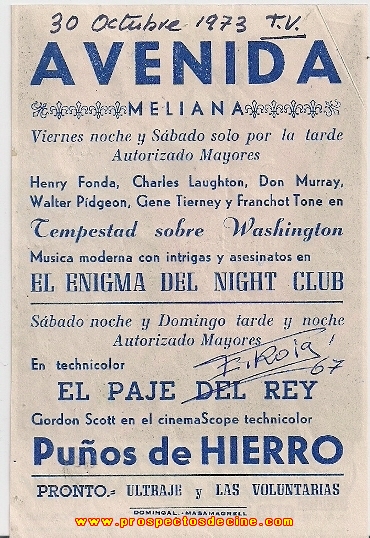 30 Octubre 1973 T.V.
AVENIDA
MELIANA
Viernes noche y Sábado solo por la tarde
Autorizado Mayores
Henry Fonda, Charles Laughton, Don Murray,
Walter Pidgeon, Gene Tierney y Franchot Tone en
Tempestad sobre Washington
Musica moderna con intrigas y asesinatos en
EL ENIGMA DEL NIGHT CLUB
Sábado noche y Domingo tarde y noche
Autorizado Mayores
En technicolor
F. Roig
67
EL PAJE DEL REY
Gordon Scott en el cinemaScope technicolor
Puños de HIERRO
PRONTO.- ULTRAJE y LAS VOLUNTARIAS
DOMINGAL.-MASAMAGRELL
www.prospectosdecine.com